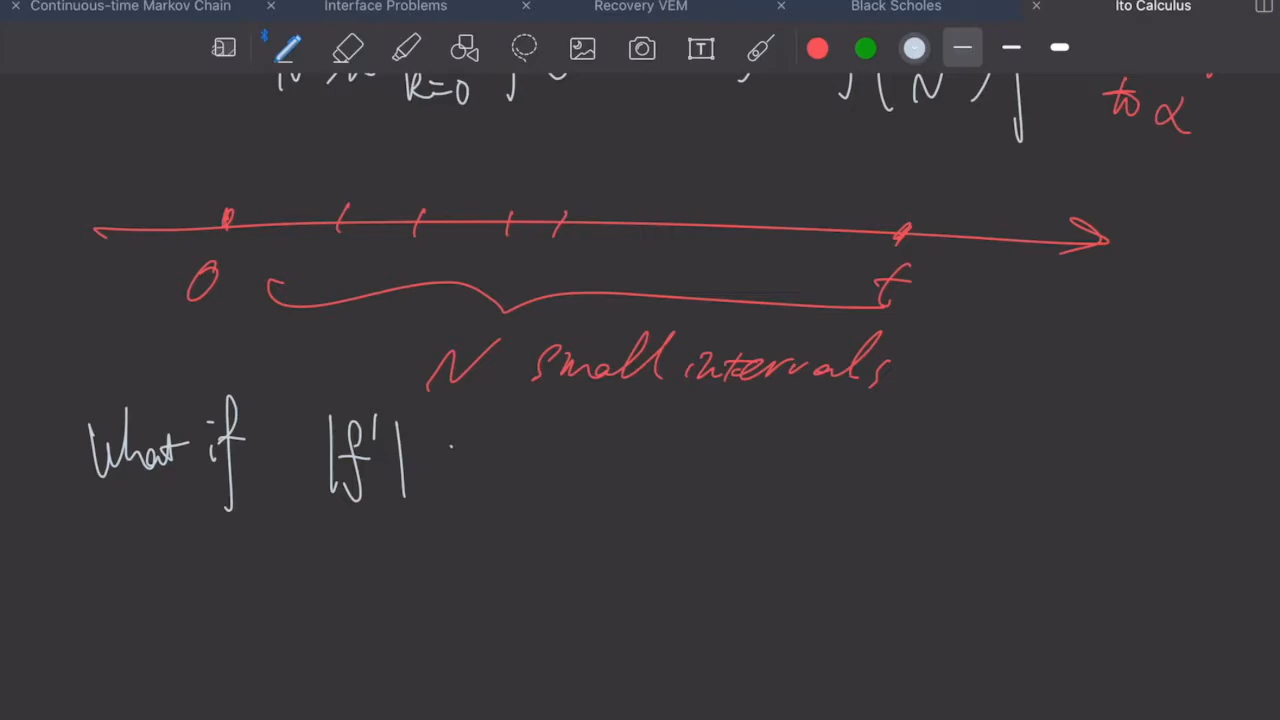 Continuous-time Markov Chain Interface Problems Recovery VEM Black Scholes Ito Calculus
k=0
to α
0 t
N small intervals
What if |f'|